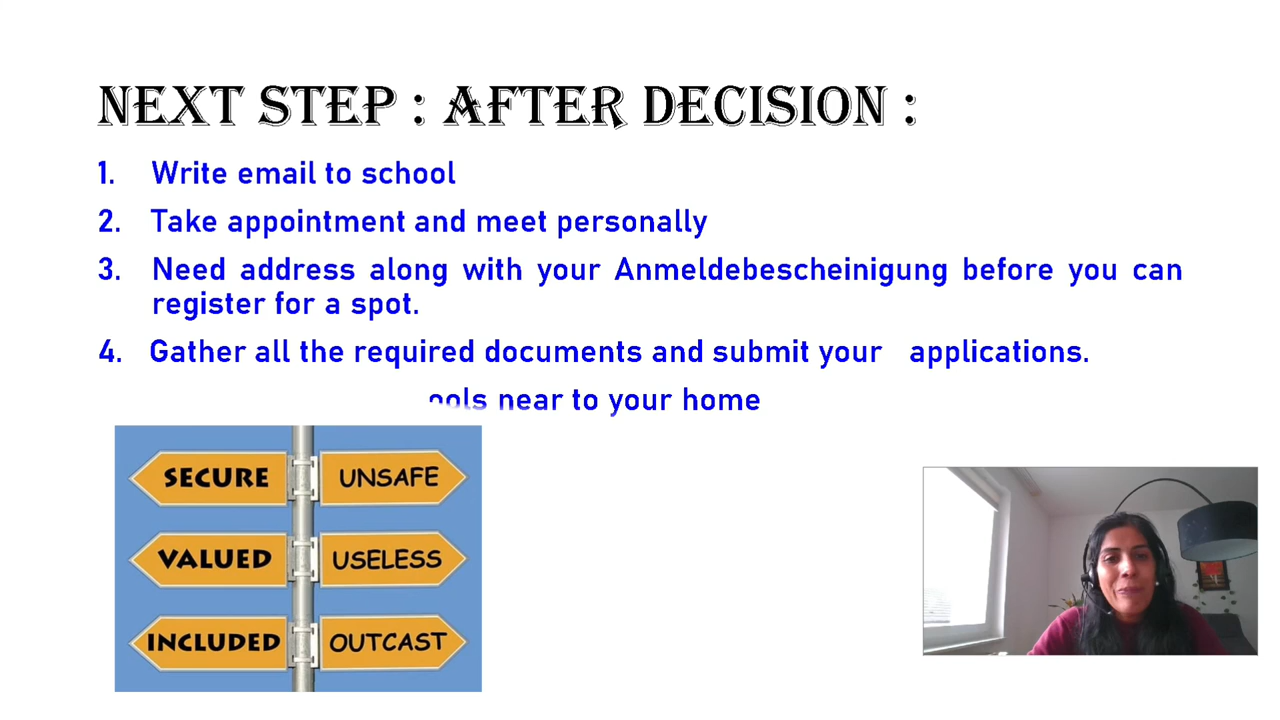 NEXT STEP : AFTER DECISION :
1. Write email to school
2. Take appointment and meet personally
3. Need address along with your Anmeldebescheinigung before you can
register for a spot.
4. Gather all the required documents and submit your applications.
near to your home
SECURE UNSAFE
VALUED USELESS
INCLUDED OUTCAST